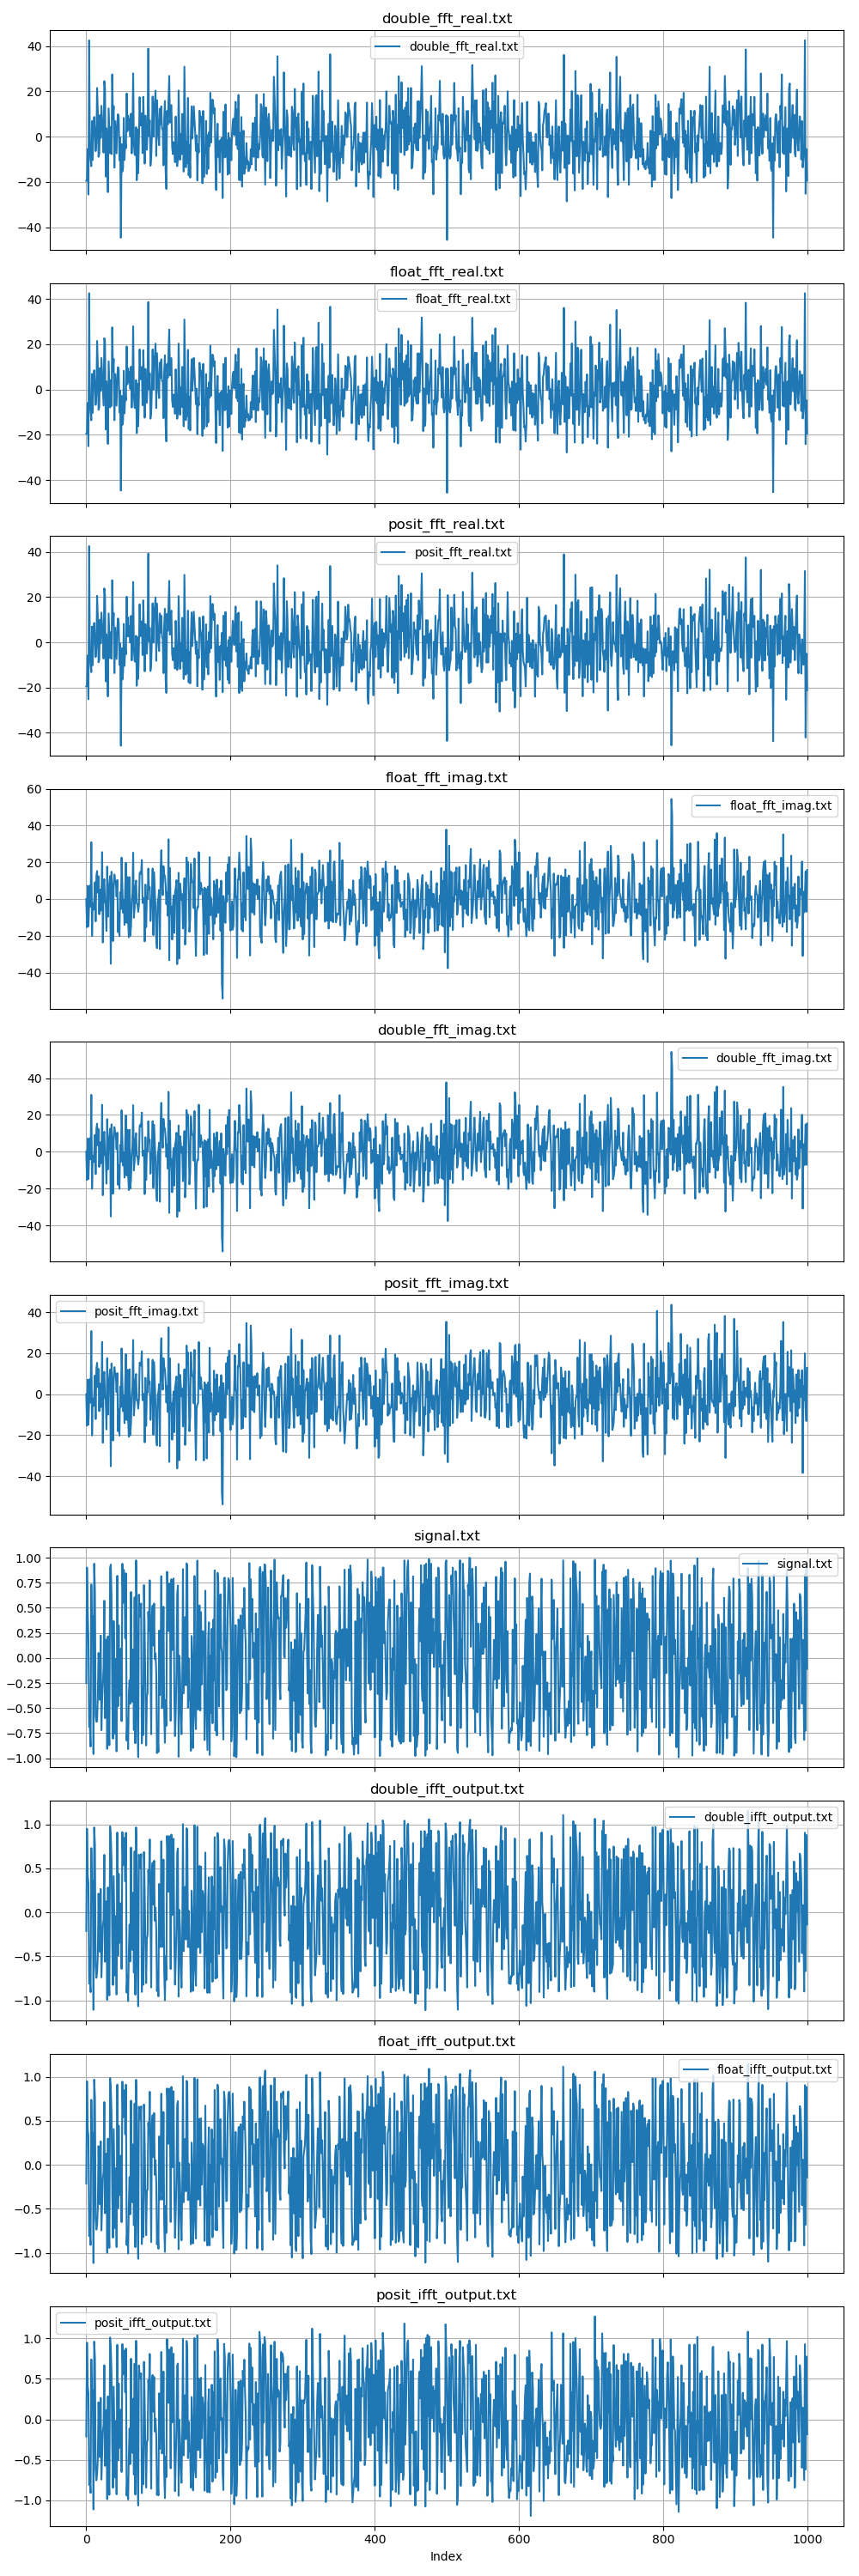 double_fft_real.txt
double_fft_real.txt
40
20
0
−20
−40
float_fft_real.txt
float_fft_real.txt
40
20
0
−20
−40
posit_fft_real.txt
posit_fft_real.txt
40
20
0
−20
−40
float_fft_imag.txt
float_fft_imag.txt
60
40
20
0
−20
−40
double_fft_imag.txt
double_fft_imag.txt
40
20
0
−20
−40
posit_fft_imag.txt
posit_fft_imag.txt
40
20
0
−20
−40
signal.txt
signal.txt
1.00
0.75
0.50
0.25
0.00
−0.25
−0.50
−0.75
−1.00
double_ifft_output.txt
double_ifft_output.txt
1.0
0.5
0.0
−0.5
−1.0
float_ifft_output.txt
float_ifft_output.txt
1.0
0.5
0.0
−0.5
−1.0
posit_ifft_output.txt
posit_ifft_output.txt
1.0
0.5
0.0
−0.5
−1.0
0 200 400 600 800 1000
Index